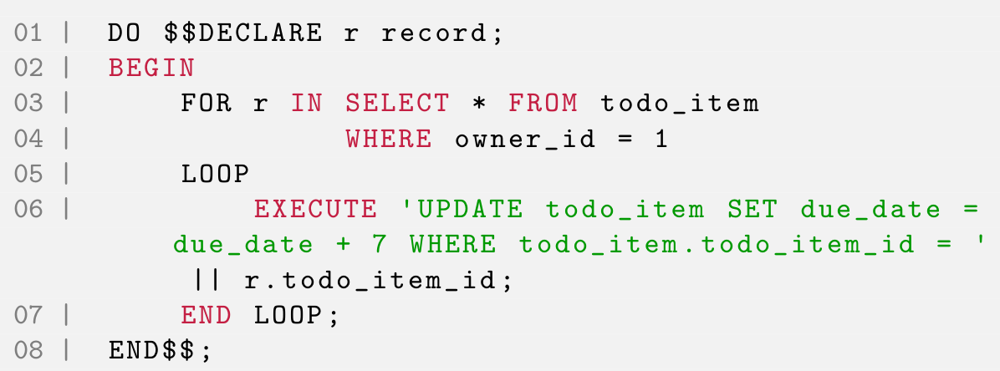 01 | DO $$DECLARE r record;
02 | BEGIN
03 |     FOR r IN SELECT * FROM todo_item
04 |              WHERE owner_id = 1
05 |     LOOP
06 |         EXECUTE 'UPDATE todo_item SET due_date =
due_date + 7 WHERE todo_item.todo_item_id = '
|| r.todo_item_id;
07 |     END LOOP;
08 | END$$;